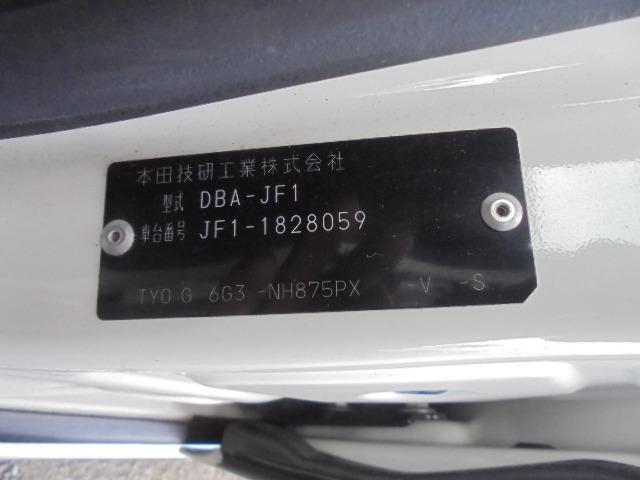 本田技研工業株式会社
型式 DBA-JF1
車台番号 JF1-1828059
TY0 G 6G3 -NH875PX -V -S